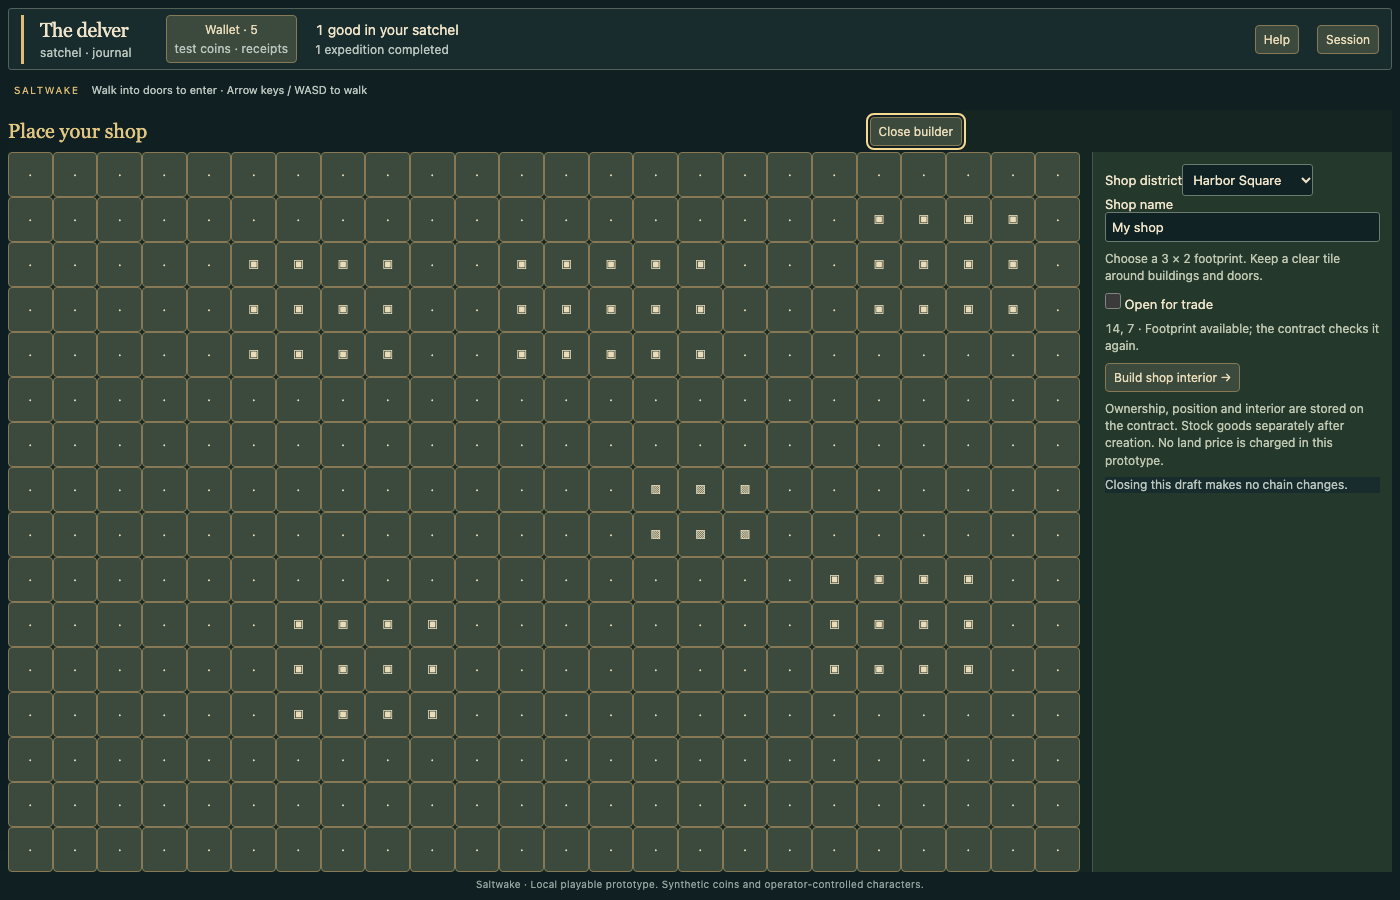 The delver
satchel · journal
Wallet · 5
test coins · receipts
1 good in your satchel
1 expedition completed
Help
Session
SALTWAKE Walk into doors to enter · Arrow keys / WASD to walk
Place your shop
Close builder
Shop district Harbor Square
Shop name
My shop
Choose a 3 × 2 footprint. Keep a clear tile
around buildings and doors.
Open for trade
14, 7 · Footprint available; the contract checks it
again.
Build shop interior →
Ownership, position and interior are stored on
the contract. Stock goods separately after
creation. No land price is charged in this
prototype.
Closing this draft makes no chain changes.
Saltwake · Local playable prototype. Synthetic coins and operator-controlled characters.